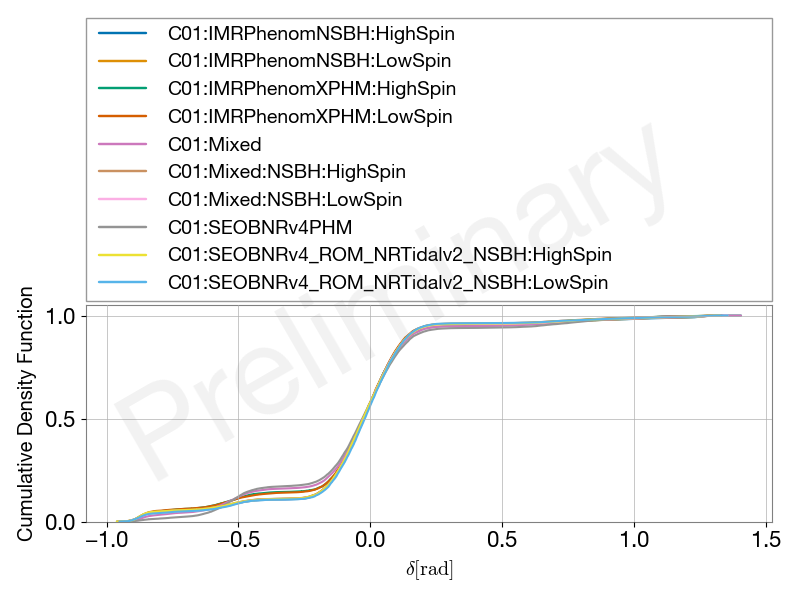 C01:IMRPhenomNSBH:HighSpin
C01:IMRPhenomNSBH:LowSpin
C01:IMRPhenomXPHM:HighSpin
C01:IMRPhenomXPHM:LowSpin
C01:Mixed
C01:Mixed:NSBH:HighSpin
C01:Mixed:NSBH:LowSpin
C01:SEOBNRv4PHM
C01:SEOBNRv4_ROM_NRTidalv2_NSBH:HighSpin
C01:SEOBNRv4_ROM_NRTidalv2_NSBH:LowSpin
Preliminary
Cumulative Density Function
1.0
0.5
0.0
−1.0 −0.5 0.0 0.5 1.0 1.5
δ[rad]